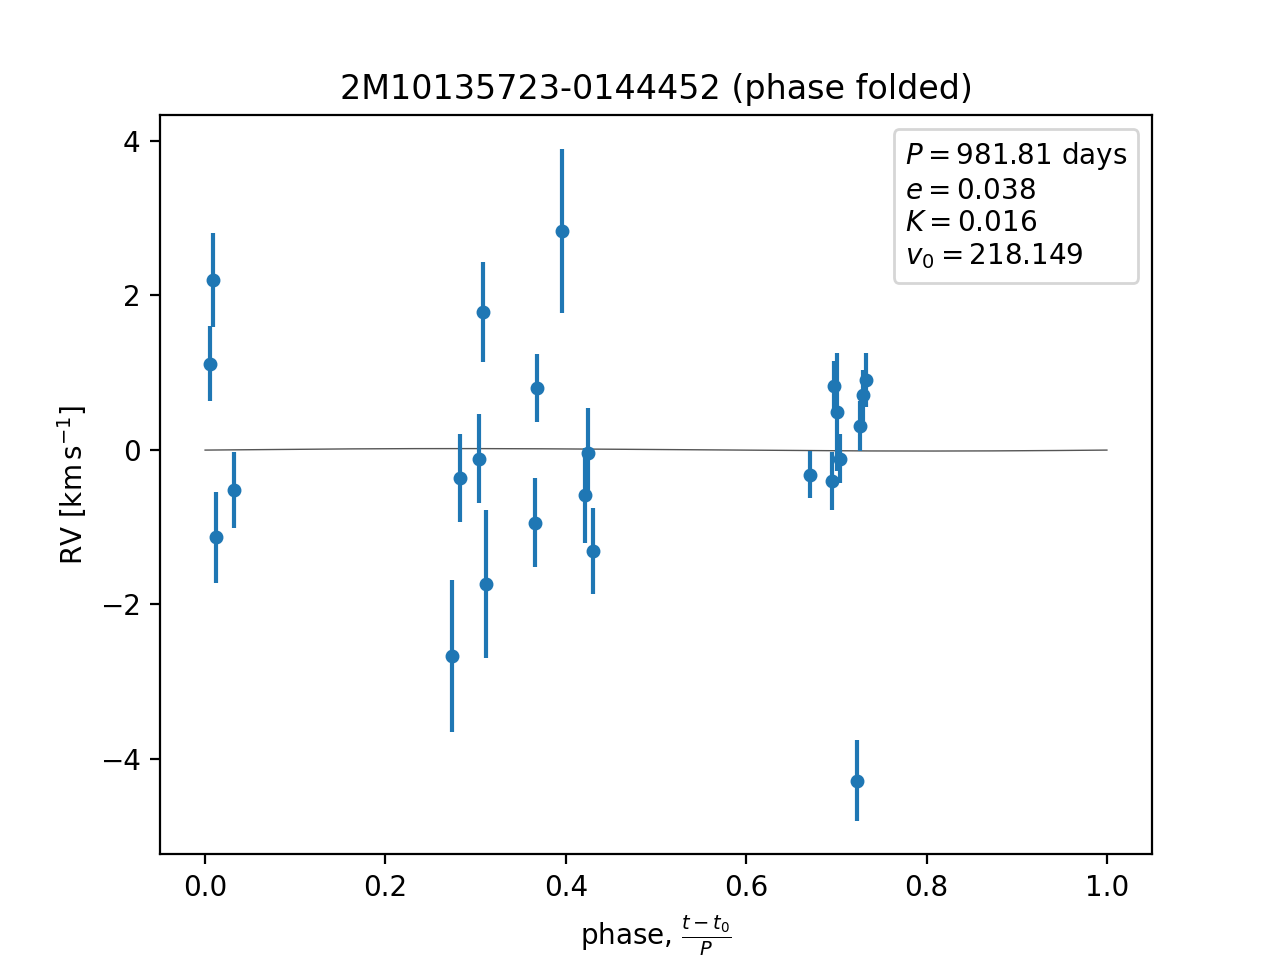 2M10135723-0144452 (phase folded)
P = 981.81 days
e = 0.038
K = 0.016
v₀ = 218.149
4
2
0
−2
−4
RV [km s⁻¹]
0.0 0.2 0.4 0.6 0.8 1.0
phase, (t − t₀)/P